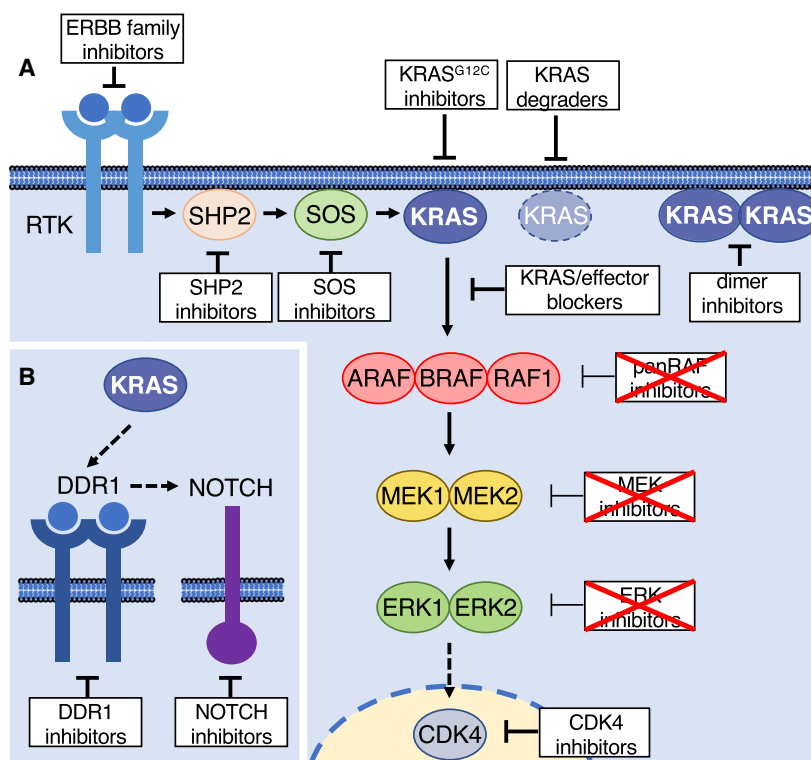 ERBB family
inhibitors
A
KRASG12C
inhibitors
KRAS
degraders
RTK
SHP2
SOS
KRAS
KRAS
KRAS
KRAS
SHP2
inhibitors
SOS
inhibitors
KRAS/effector
blockers
dimer
inhibitors
ARAF
BRAF
RAF1
panRAF
inhibitors
MEK1
MEK2
MEK
inhibitors
ERK1
ERK2
ERK
inhibitors
CDK4
CDK4
inhibitors
B
KRAS
DDR1
NOTCH
DDR1
inhibitors
NOTCH
inhibitors